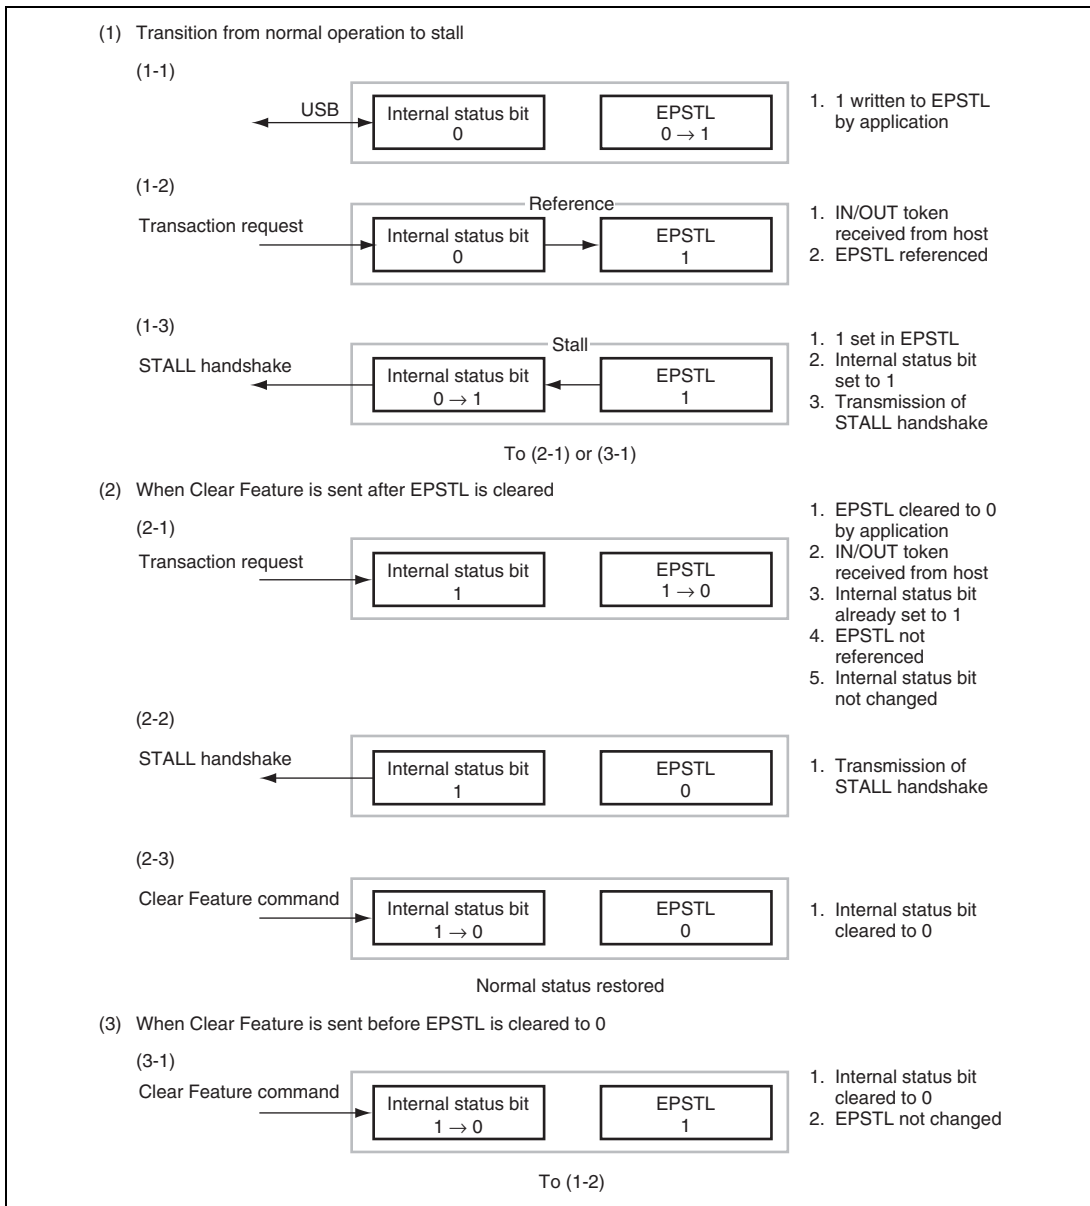 (1) Transition from normal operation to stall
(1-1)
USB
Internal status bit
0
EPSTL
0 → 1
1. 1 written to EPSTL
by application
(1-2)
Transaction request
Reference
Internal status bit
0
EPSTL
1
1. IN/OUT token
received from host
2. EPSTL referenced
(1-3)
STALL handshake
Stall
Internal status bit
0 → 1
EPSTL
1
1. 1 set in EPSTL
2. Internal status bit
set to 1
3. Transmission of
STALL handshake
To (2-1) or (3-1)
(2) When Clear Feature is sent after EPSTL is cleared
(2-1)
Transaction request
Internal status bit
1
EPSTL
1 → 0
1. EPSTL cleared to 0
by application
2. IN/OUT token
received from host
3. Internal status bit
already set to 1
4. EPSTL not
referenced
5. Internal status bit
not changed
(2-2)
STALL handshake
Internal status bit
1
EPSTL
0
1. Transmission of
STALL handshake
(2-3)
Clear Feature command
Internal status bit
1 → 0
EPSTL
0
1. Internal status bit
cleared to 0
Normal status restored
(3) When Clear Feature is sent before EPSTL is cleared to 0
(3-1)
Clear Feature command
Internal status bit
1 → 0
EPSTL
1
1. Internal status bit
cleared to 0
2. EPSTL not changed
To (1-2)